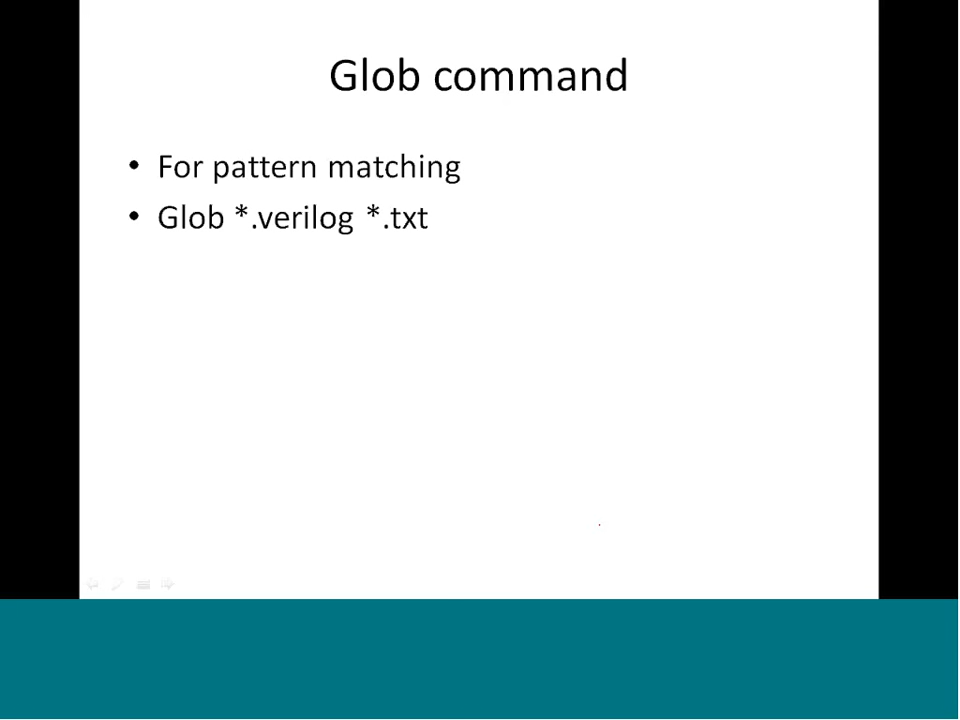 Glob command
• For pattern matching
• Glob *.verilog *.txt